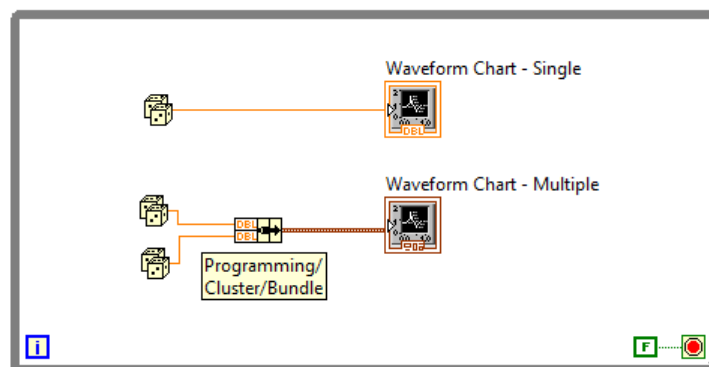 Waveform Chart - Single
DBL
Waveform Chart - Multiple
DBL
DBL
Programming/
Cluster/Bundle
i
F